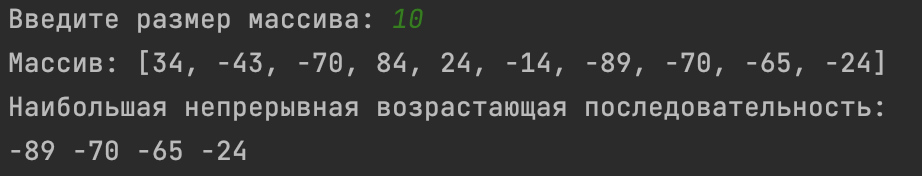 Введите размер массива: 10
Массив: [34, -43, -70, 84, 24, -14, -89, -70, -65, -24]
Наибольшая непрерывная возрастающая последовательность:
-89 -70 -65 -24